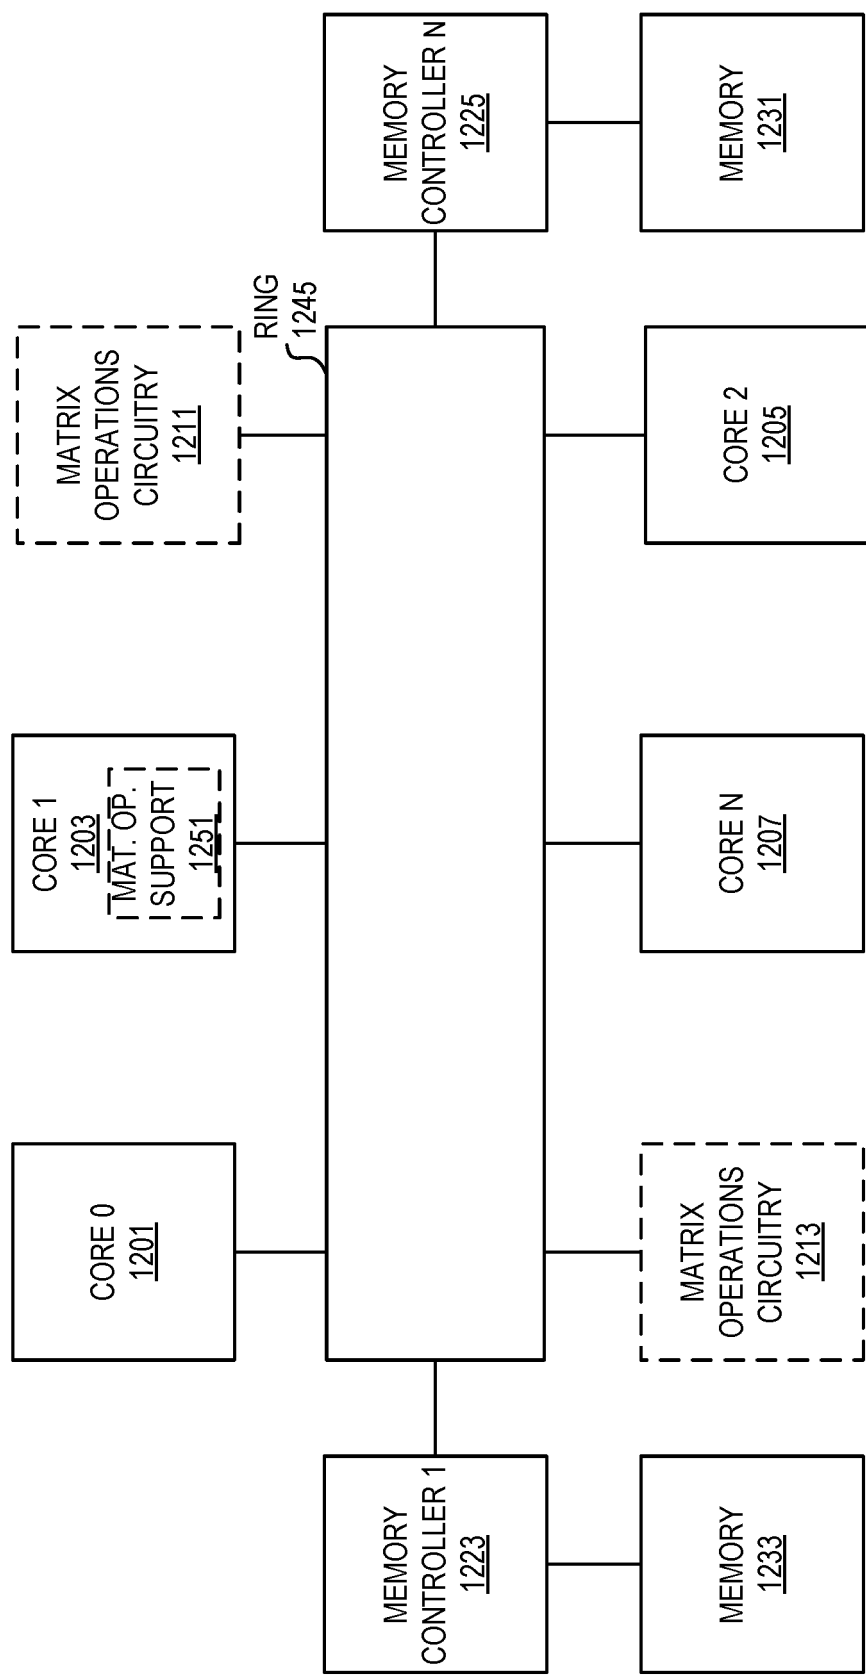 CORE 0
1201
CORE 1
1203
MAT. OP.
SUPPORT
1251
MATRIX
OPERATIONS
CIRCUITRY
1211
RING
1245
MEMORY
CONTROLLER 1
1223
MEMORY
CONTROLLER N
1225
MEMORY
1233
MATRIX
OPERATIONS
CIRCUITRY
1213
CORE N
1207
CORE 2
1205
MEMORY
1231